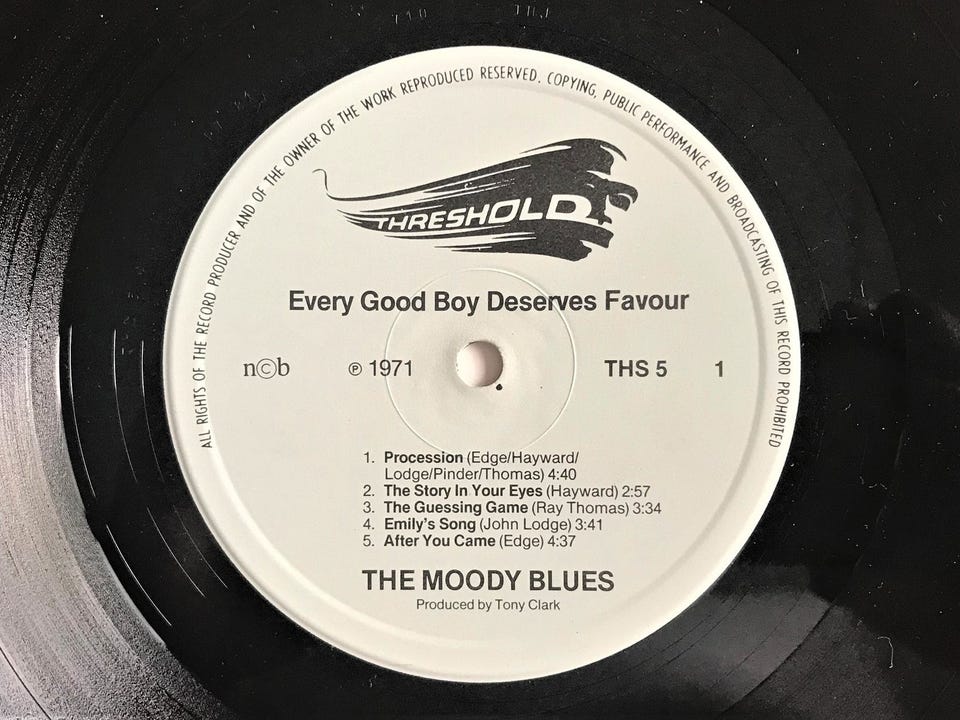 ALL RIGHTS OF THE RECORD PRODUCER AND OF THE OWNER OF THE WORK REPRODUCED RESERVED. COPYING, PUBLIC PERFORMANCE AND BROADCASTING OF THIS RECORD PROHIBITED
THRESHOLD
Every Good Boy Deserves Favour
n©b ℗ 1971 THS 5 1
1. Procession (Edge/Hayward/
Lodge/Pinder/Thomas) 4:40
2. The Story In Your Eyes (Hayward) 2:57
3. The Guessing Game (Ray Thomas) 3:34
4. Emily's Song (John Lodge) 3:41
5. After You Came (Edge) 4:37
THE MOODY BLUES
Produced by Tony Clark